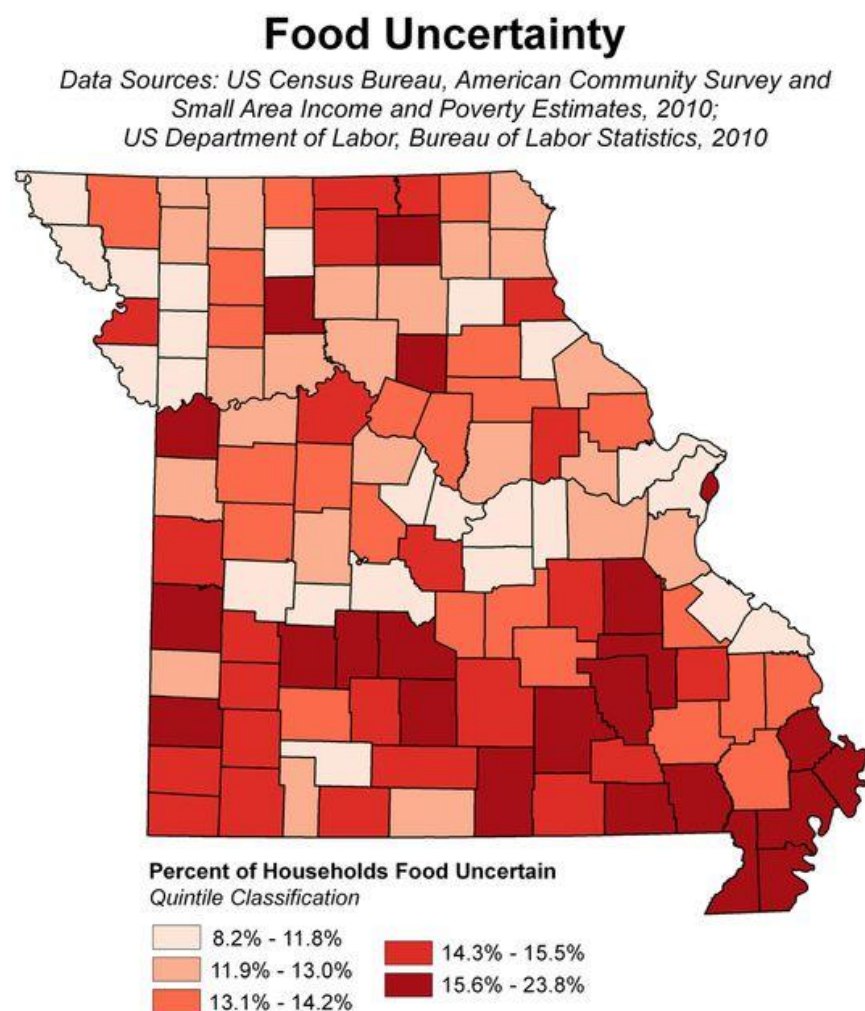 Food Uncertainty
Data Sources: US Census Bureau, American Community Survey and
Small Area Income and Poverty Estimates, 2010;
US Department of Labor, Bureau of Labor Statistics, 2010
Percent of Households Food Uncertain
Quintile Classification
8.2% - 11.8%
11.9% - 13.0%
13.1% - 14.2%
14.3% - 15.5%
15.6% - 23.8%